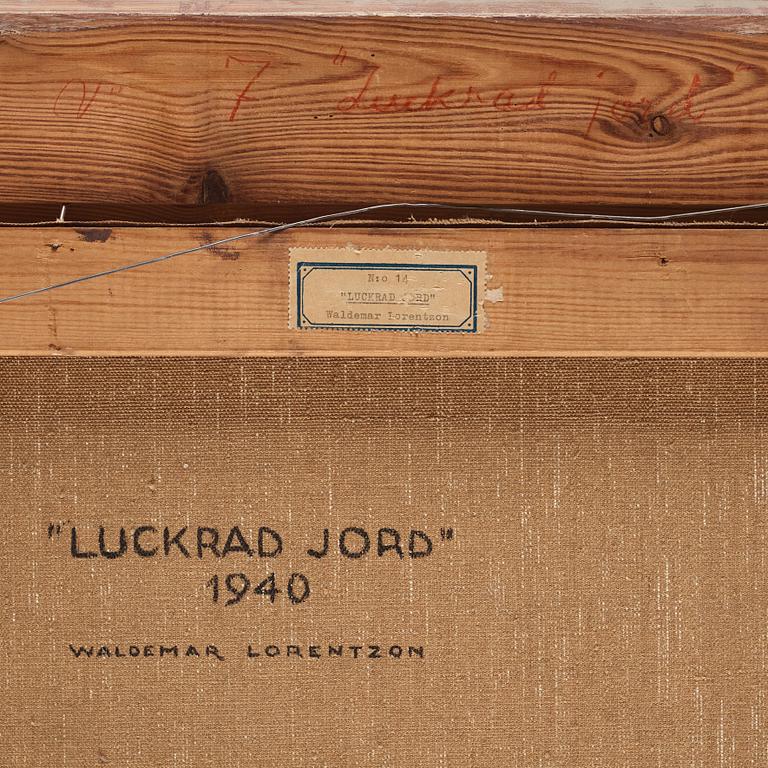 V" 7 "Luckrad jord"
N:o 14
"LUCKRAD JORD"
Waldemar Lorentzon
"LUCKRAD JORD"
1940
WALDEMAR LORENTZON